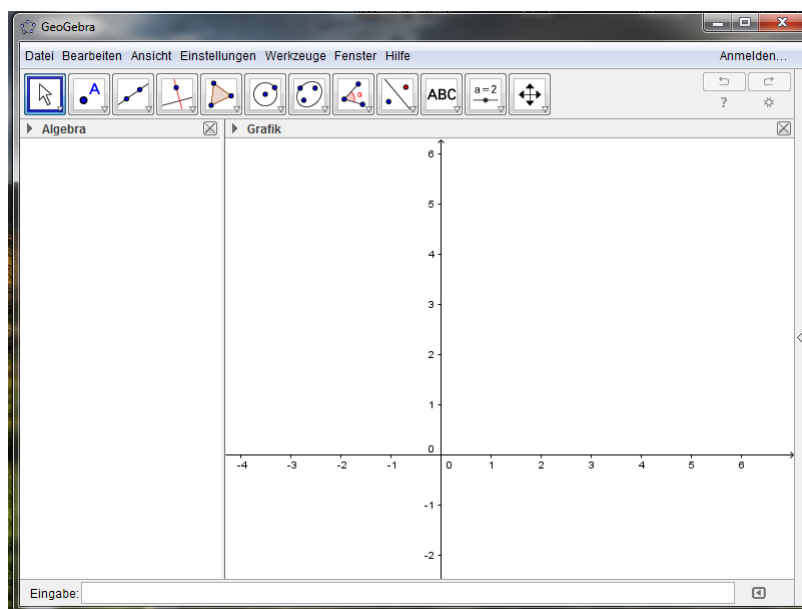 GeoGebra
Datei Bearbeiten Ansicht Einstellungen Werkzeuge Fenster Hilfe Anmelden...
A α ABC a=2 ?
Algebra Grafik
6
5
4
3
2
1
0
-4 -3 -2 -1 0 1 2 3 4 5 6
-1
-2
Eingabe: